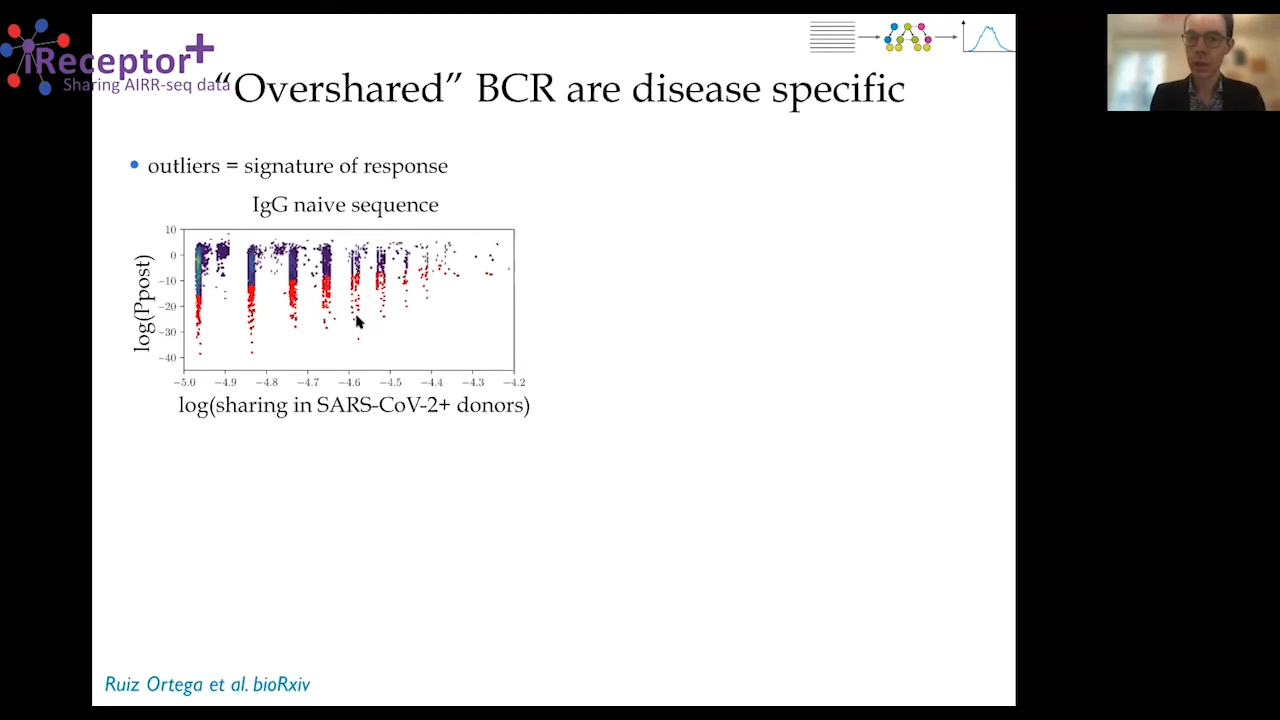 iReceptor+
Sharing AIRR-seq data
“Overshared” BCR are disease specific
outliers = signature of response
IgG naive sequence
log(Ppost)
10
0
−10
−20
−30
−40
−5.0 −4.9 −4.8 −4.7 −4.6 −4.5 −4.4 −4.3 −4.2
log(sharing in SARS-CoV-2+ donors)
Ruiz Ortega et al. bioRxiv